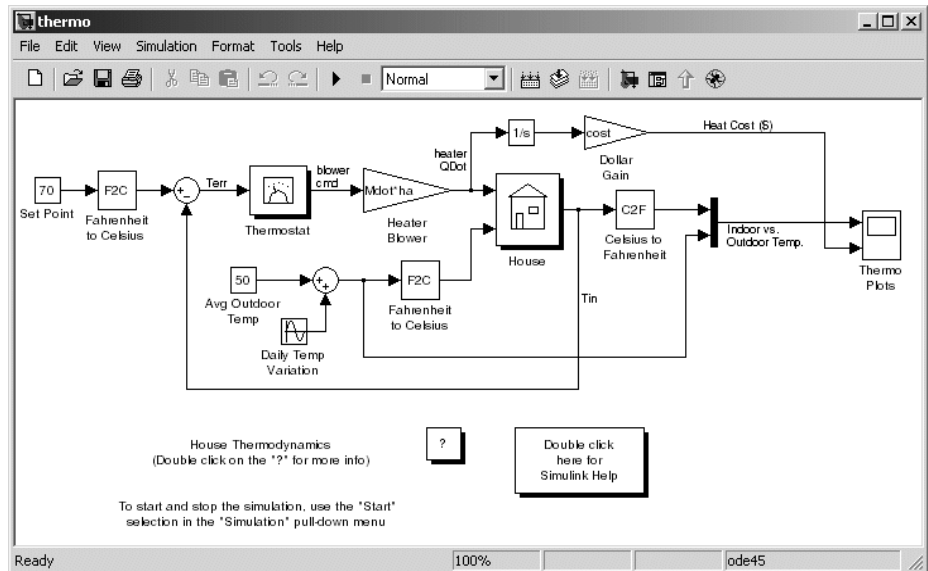 thermo
File Edit View Simulation Format Tools Help
Normal
1/s
cost
Heat Cost ($)
Dollar
Gain
heater
QDot
70
Set Point
F2C
Fahrenheit
to Celsius
+
-
Terr
Thermostat
blower
cmd
Mdot*ha
Heater
Blower
House
C2F
Celsius to
Fahrenheit
Indoor vs.
Outdoor Temp.
Thermo
Plots
50
Avg Outdoor
Temp
+
+
Daily Temp
Variation
F2C
Fahrenheit
to Celsius
Tin
House Thermodynamics
(Double click on the "?" for more info)
?
Double click
here for
Simulink Help
To start and stop the simulation, use the "Start"
selection in the "Simulation" pull-down menu
Ready 100% ode45